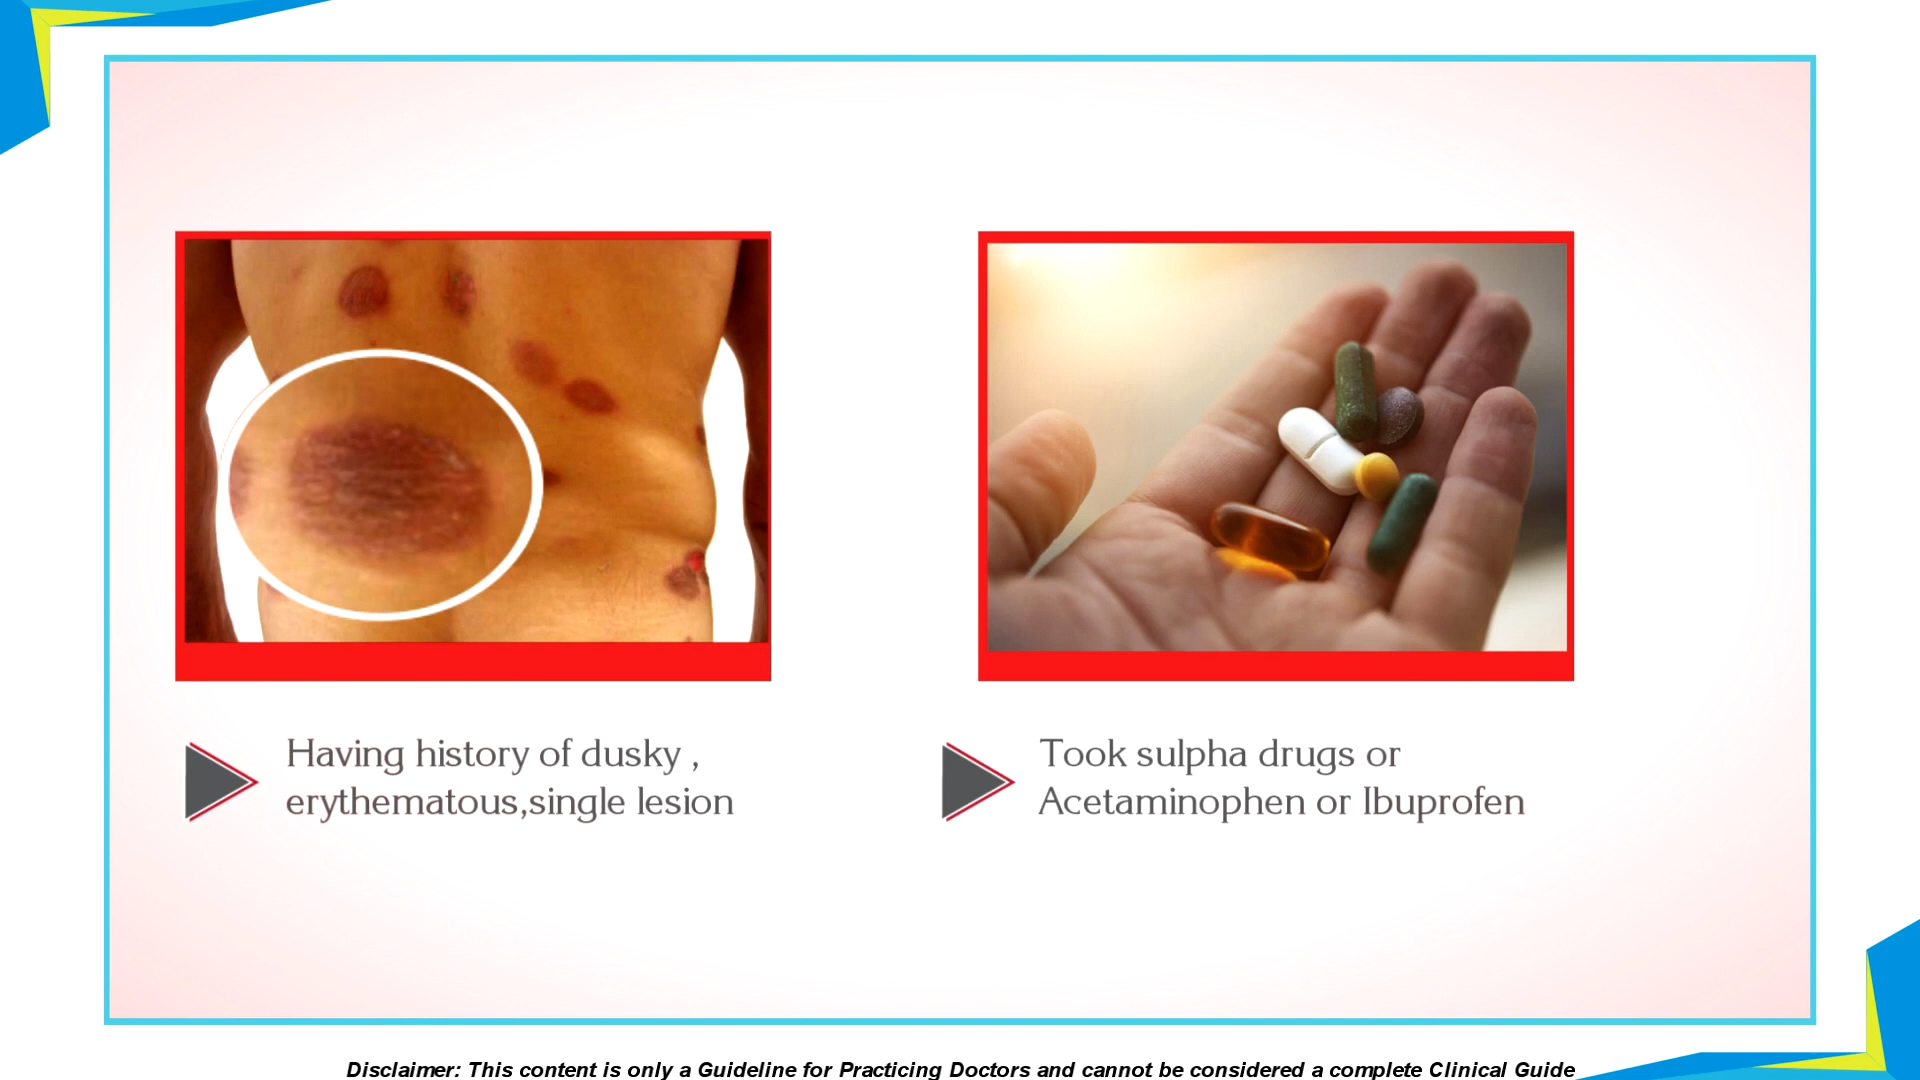 Having history of dusky ,
erythematous,single lesion
Took sulpha drugs or
Acetaminophen or Ibuprofen
Disclaimer: This content is only a Guideline for Practicing Doctors and cannot be considered a complete Clinical Guide